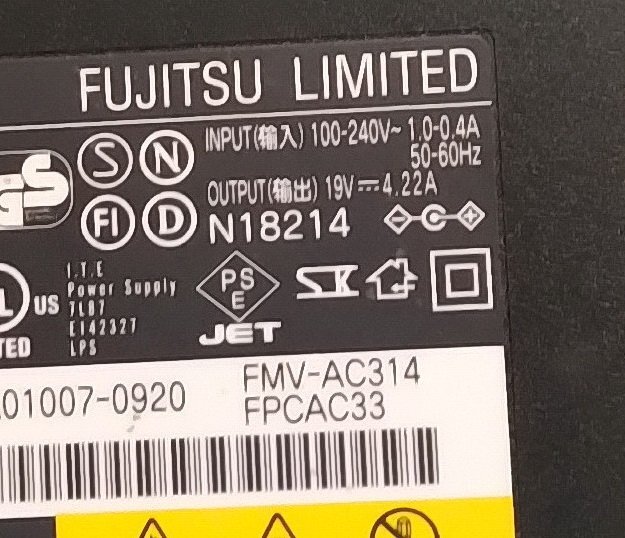 FUJITSU LIMITED
INPUT(輸入) 100-240V~ 1.0-0.4A
50-60Hz
OUTPUT(輸出) 19V⎓4.22A
N18214
GS
S N
FI D
US
I.T.E
Power Supply
7L87
E142327
LPS
PS
E
JET
SK
01007-0920
FMV-AC314
FPCAC33